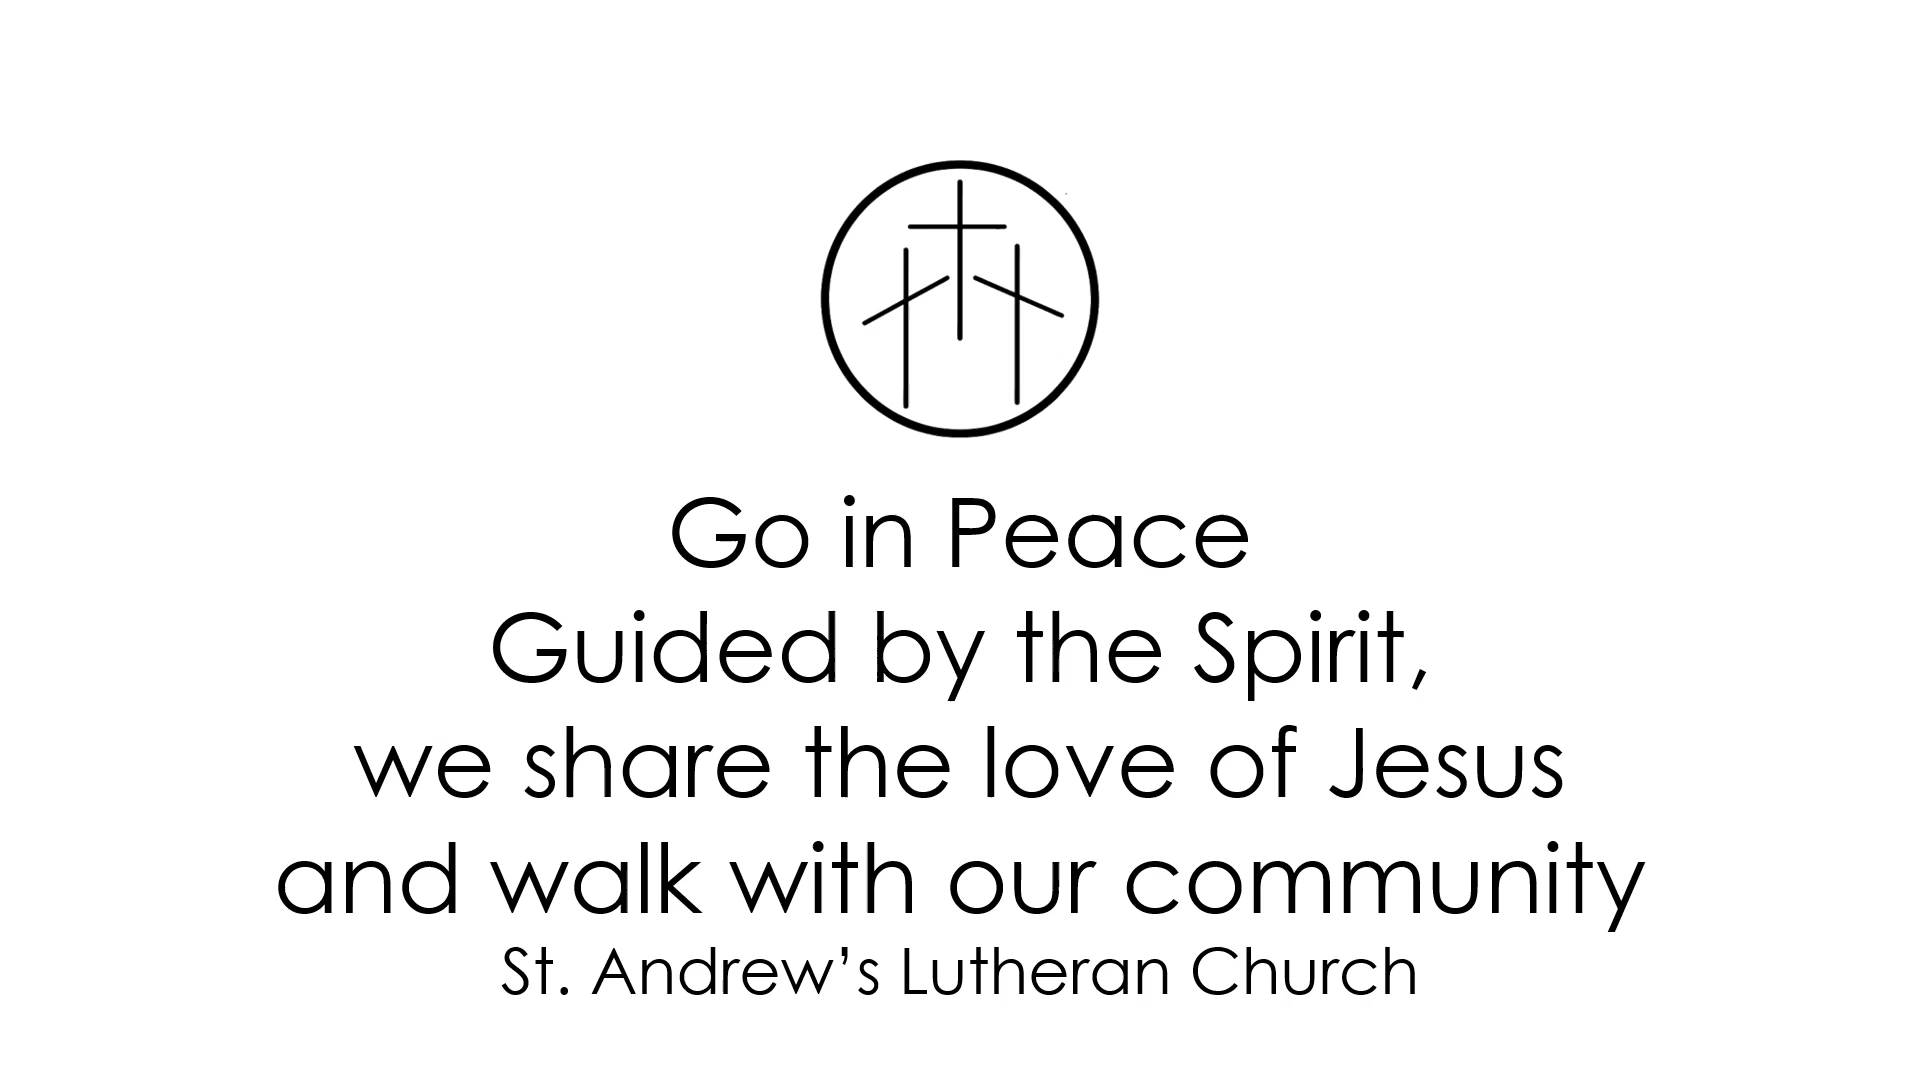 Go in Peace
Guided by the Spirit,
we share the love of Jesus
and walk with our community
St. Andrew’s Lutheran Church